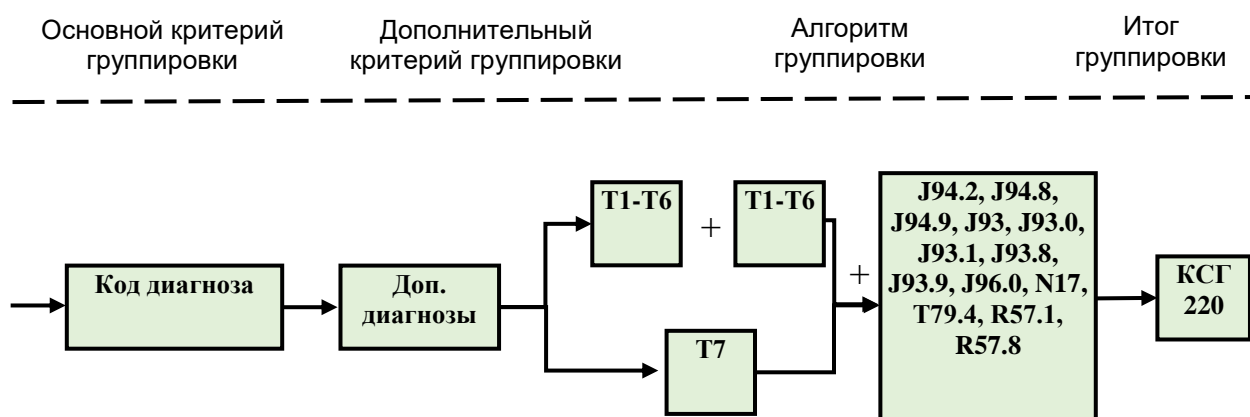 Основной критерий
группировки
Дополнительный
критерий группировки
Алгоритм
группировки
Итог
группировки
Код диагноза
Доп.
диагнозы
T1-T6
+
T1-T6
T7
+
J94.2, J94.8,
J94.9, J93, J93.0,
J93.1, J93.8,
J93.9, J96.0, N17,
T79.4, R57.1,
R57.8
КСГ
220